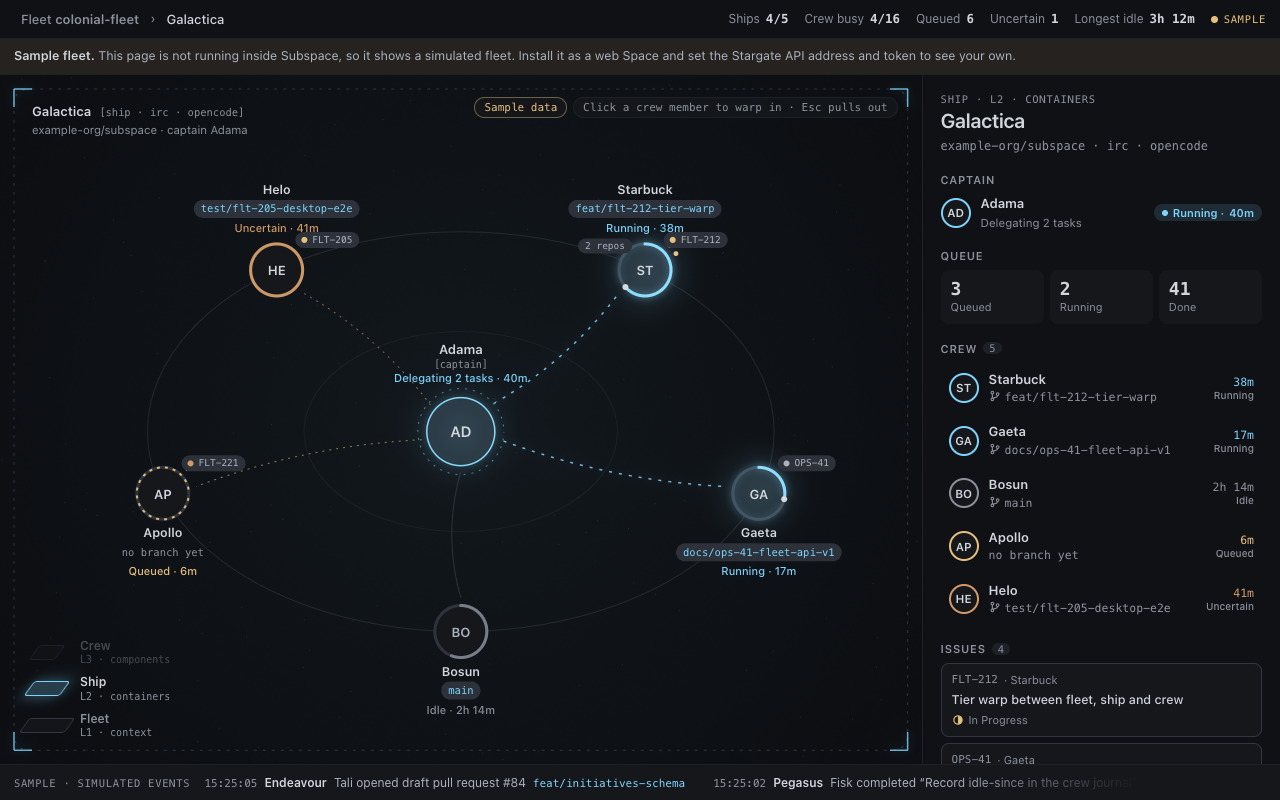 Fleet colonial-fleet › Galactica
Ships 4/5 Crew busy 4/16 Queued 6 Uncertain 1 Longest idle 3h 12m SAMPLE
Sample fleet. This page is not running inside Subspace, so it shows a simulated fleet. Install it as a web Space and set the Stargate API address and token to see your own.
Galactica [ship · irc · opencode]
example-org/subspace · captain Adama
Sample data
Click a crew member to warp in · Esc pulls out
Helo
test/flt-205-desktop-e2e
Uncertain · 41m
FLT-205
HE
Starbuck
feat/flt-212-tier-warp
Running · 38m
2 repos
FLT-212
ST
Adama
[captain]
Delegating 2 tasks · 40m
AD
FLT-221
AP
Apollo
no branch yet
Queued · 6m
OPS-41
GA
Gaeta
docs/ops-41-fleet-api-v1
Running · 17m
BO
Bosun
main
Idle · 2h 14m
Crew
L3 · components
Ship
L2 · containers
Fleet
L1 · context
SHIP · L2 · CONTAINERS
Galactica
example-org/subspace · irc · opencode
CAPTAIN
AD
Adama
Delegating 2 tasks
Running · 40m
QUEUE
3 Queued
2 Running
41 Done
CREW 5
ST
Starbuck
feat/flt-212-tier-warp
38m
Running
GA
Gaeta
docs/ops-41-fleet-api-v1
17m
Running
BO
Bosun
main
2h 14m
Idle
AP
Apollo
no branch yet
6m
Queued
HE
Helo
test/flt-205-desktop-e2e
41m
Uncertain
ISSUES 4
FLT-212 · Starbuck
Tier warp between fleet, ship and crew
In Progress
OPS-41 · Gaeta
SAMPLE · SIMULATED EVENTS 15:25:05 Endeavour Tali opened draft pull request #84 feat/initiatives-schema 15:25:02 Pegasus Fisk completed “Record idle-since in the crew